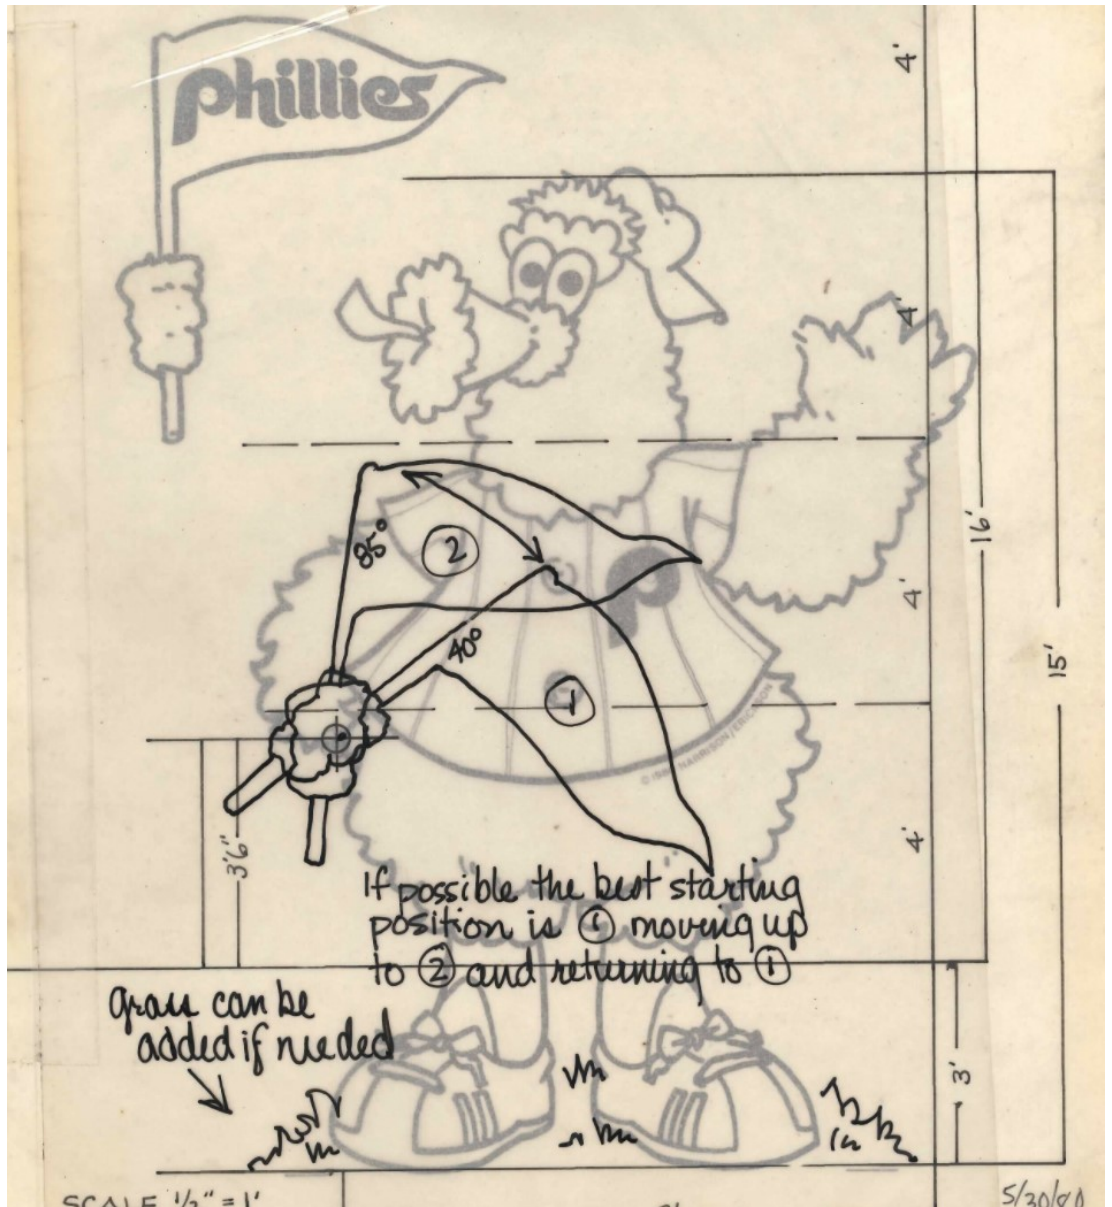 Phillies
4'
4'
16'
85°
2
P
4'
40°
15'
1
3'6"
4'
If possible the best starting
position is 1 moving up
to 2 and returning to 1
grass can be
added if needed
3'
SCALE 1/2" = 1'
5/30/80